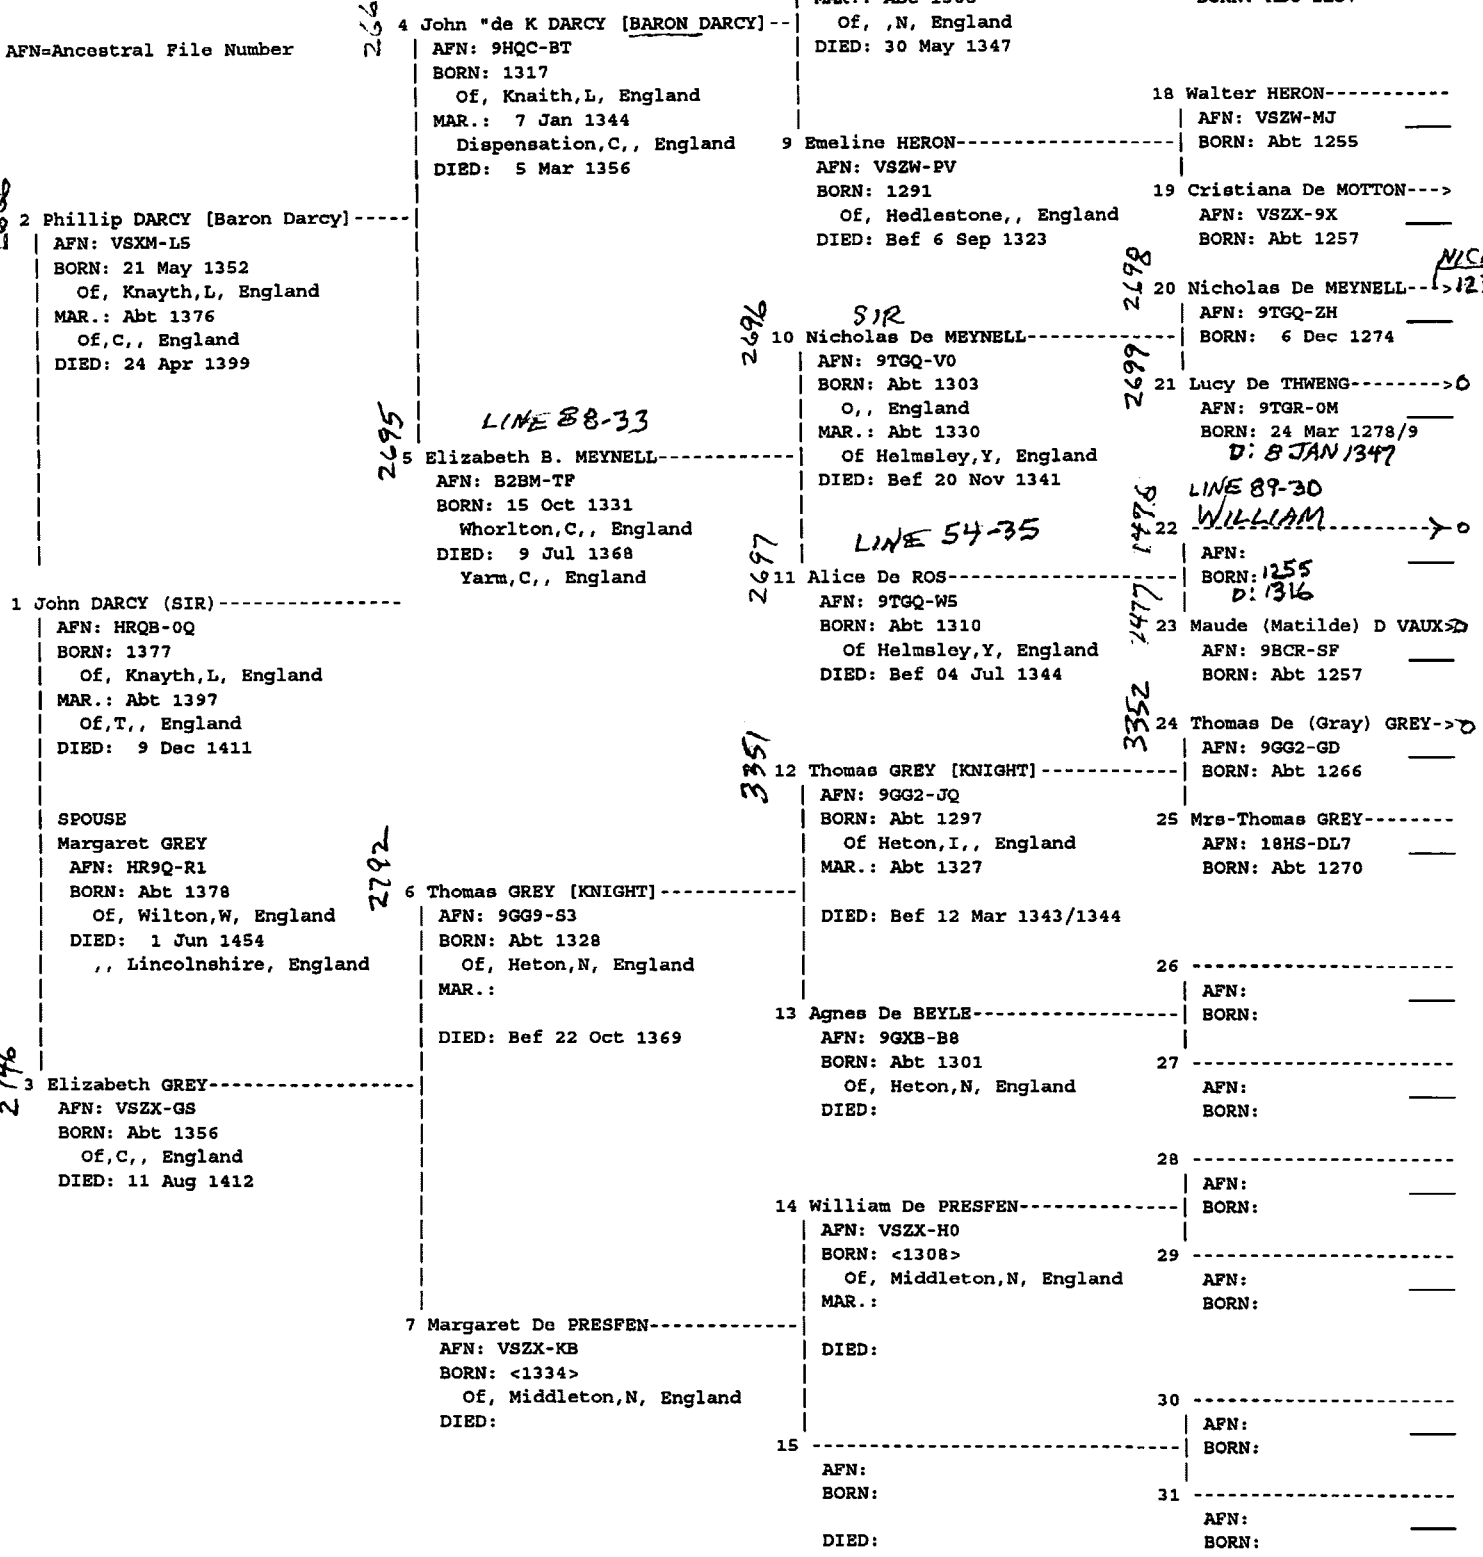 AFN=Ancestral File Number
4 John "de K DARCY [BARON DARCY]--
AFN: 9HQC-BT
BORN: 1317
Of, Knaith,L, England
MAR.: 7 Jan 1344
Dispensation,C,, England
DIED: 5 Mar 1356
Of, ,N, England
DIED: 30 May 1347
18 Walter HERON-----------
AFN: VSZW-MJ
BORN: Abt 1255
9 Emeline HERON------------------
AFN: VSZW-PV
BORN: 1291
Of, Hedlestone,, England
DIED: Bef 6 Sep 1323
19 Cristiana De MOTTON--->
AFN: VSZX-9X
BORN: Abt 1257
2 Phillip DARCY [Baron Darcy]-----
AFN: VSXM-L5
BORN: 21 May 1352
Of, Knayth,L, England
MAR.: Abt 1376
Of,C,, England
DIED: 24 Apr 1399
2698
20 Nicholas De MEYNELL--->
AFN: 9TGQ-ZH
BORN: 6 Dec 1274
2696
SIR
10 Nicholas De MEYNELL------------
AFN: 9TGQ-V0
BORN: Abt 1303
O,, England
MAR.: Abt 1330
Of Helmsley,Y, England
DIED: Bef 20 Nov 1341
2699
21 Lucy De THWENG-------->0
AFN: 9TGR-0M
BORN: 24 Mar 1278/9
D: 8 JAN 1347
2695
LINE 88-33
5 Elizabeth B. MEYNELL-----------
AFN: B2BM-TF
BORN: 15 Oct 1331
Whorlton,C,, England
DIED: 9 Jul 1368
Yarm,C,, England
1476
LINE 89-30
WILLIAM
22 ---------------------> 0
AFN:
BORN: 1255
D: 1316
2697
LINE 54-35
11 Alice De ROS-------------------
AFN: 9TGQ-W5
BORN: Abt 1310
Of Helmsley,Y, England
DIED: Bef 04 Jul 1344
1477
23 Maude (Matilde) D VAUX>0
AFN: 9BCR-SF
BORN: Abt 1257
1 John DARCY (SIR)---------------
AFN: HRQB-0Q
BORN: 1377
Of, Knayth,L, England
MAR.: Abt 1397
Of,T,, England
DIED: 9 Dec 1411
3352
24 Thomas De (Gray) GREY->0
AFN: 9GG2-GD
BORN: Abt 1266
3351
12 Thomas GREY [KNIGHT]-----------
AFN: 9GG2-JQ
BORN: Abt 1297
Of Heton,I,, England
MAR.: Abt 1327
DIED: Bef 12 Mar 1343/1344
25 Mrs-Thomas GREY--------
AFN: 18HS-DL7
BORN: Abt 1270
SPOUSE
Margaret GREY
AFN: HR9Q-R1
BORN: Abt 1378
Of, Wilton,W, England
DIED: 1 Jun 1454
,, Lincolnshire, England
2792
6 Thomas GREY [KNIGHT]-----------
AFN: 9GG9-S3
BORN: Abt 1328
Of, Heton,N, England
MAR.:
DIED: Bef 22 Oct 1369
26 ----------------------
AFN:
BORN:
13 Agnes De BEYLE-----------------
AFN: 9GXB-B8
BORN: Abt 1301
Of, Heton,N, England
DIED:
27 ----------------------
AFN:
BORN:
3 Elizabeth GREY-----------------
AFN: VSZX-GS
BORN: Abt 1356
Of,C,, England
DIED: 11 Aug 1412
28 ----------------------
AFN:
BORN:
14 William De PRESFEN-------------
AFN: VSZX-H0
BORN: <1308>
Of, Middleton,N, England
MAR.:
DIED:
29 ----------------------
AFN:
BORN:
7 Margaret De PRESFEN------------
AFN: VSZX-KB
BORN: <1334>
Of, Middleton,N, England
DIED:
30 ----------------------
AFN:
BORN:
15 -------------------------------
AFN:
BORN:
DIED:
31 ----------------------
AFN:
BORN: